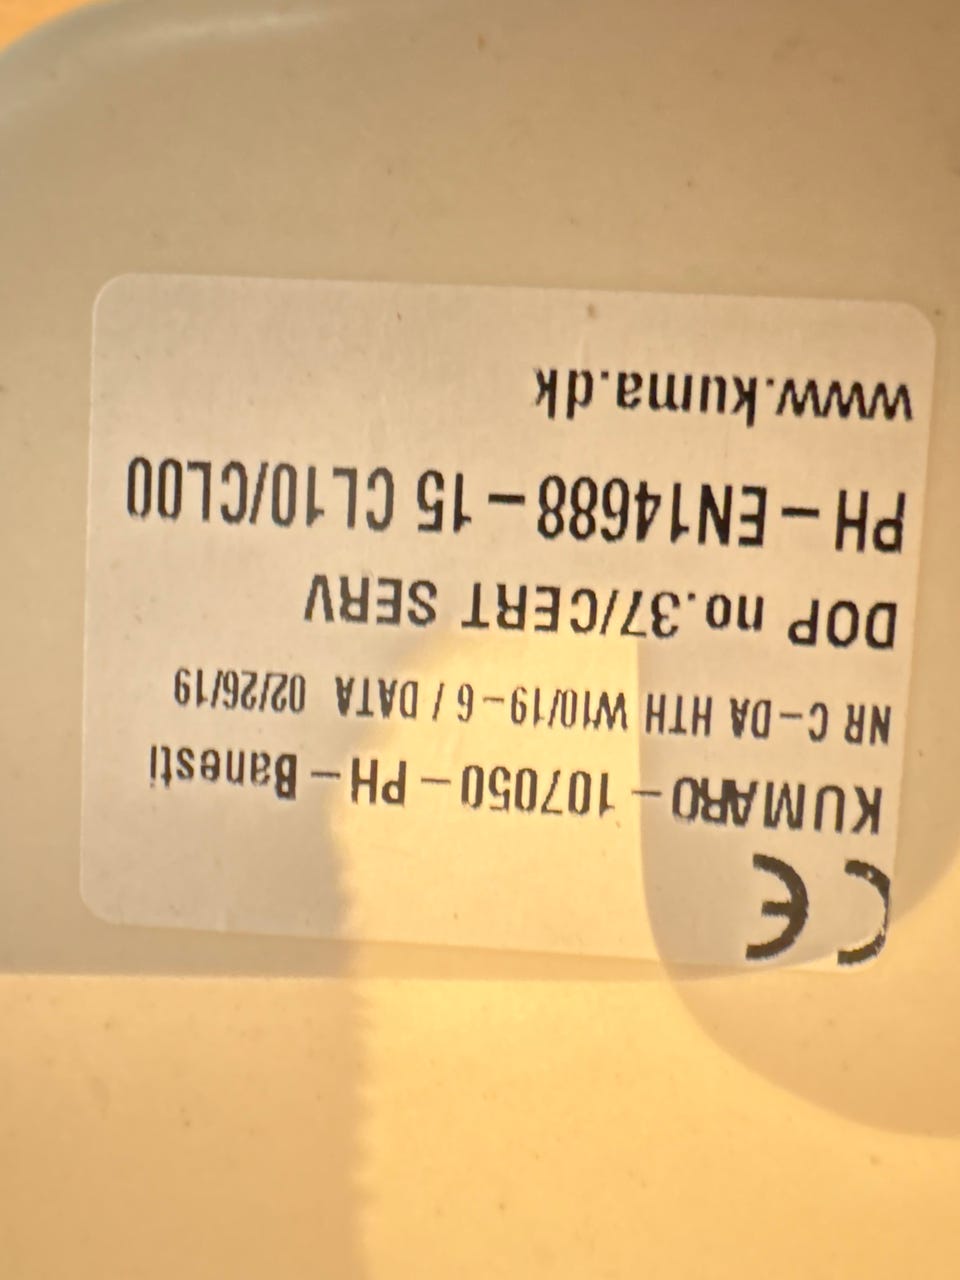 CE
KUMARO - 107050 - PH - Banesti
NR C-DA HTH W10/19-6 / DATA 02/26/19
DOP no.37/CERT SERV
PH - EN14688 - 15 CL10/CL00
www.kuma.dk